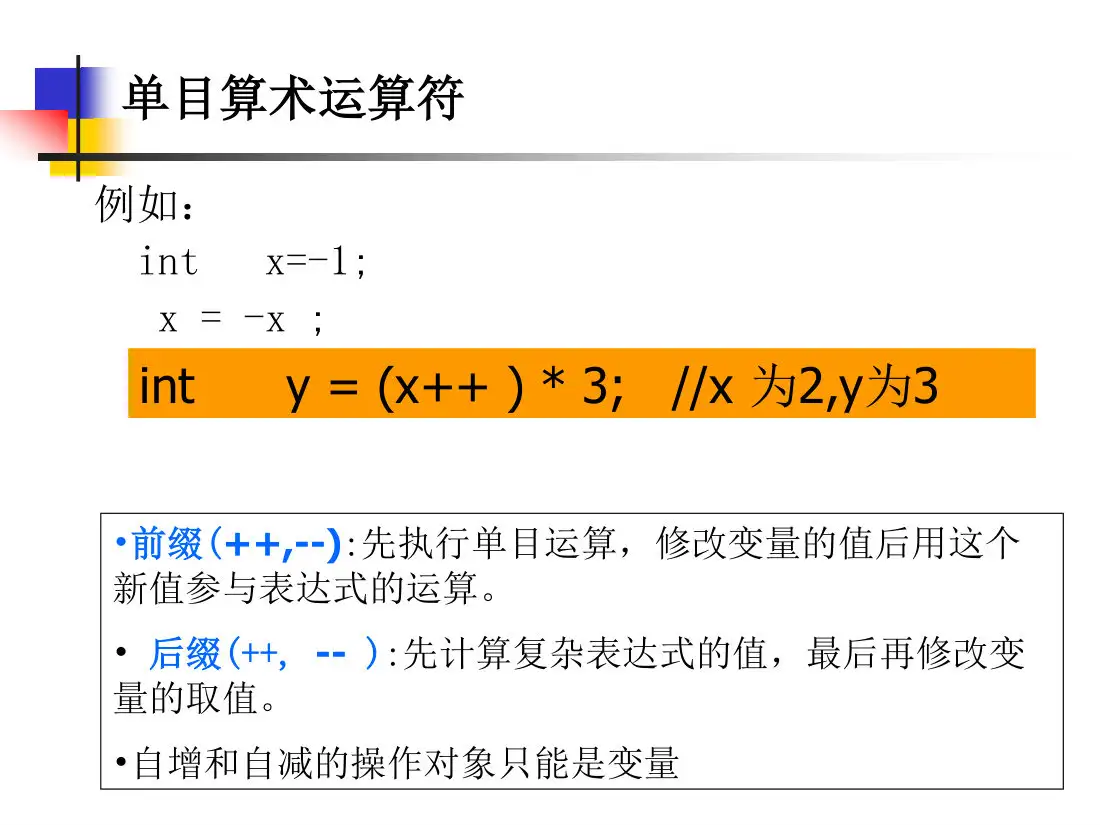 单目算术运算符
例如：
int x=-1;
x = -x ;
int y = (x++ ) * 3; //x 为2,y为3
•前缀(++,--):先执行单目运算，修改变量的值后用这个
新值参与表达式的运算。
• 后缀(++, -- ):先计算复杂表达式的值，最后再修改变
量的取值。
•自增和自减的操作对象只能是变量